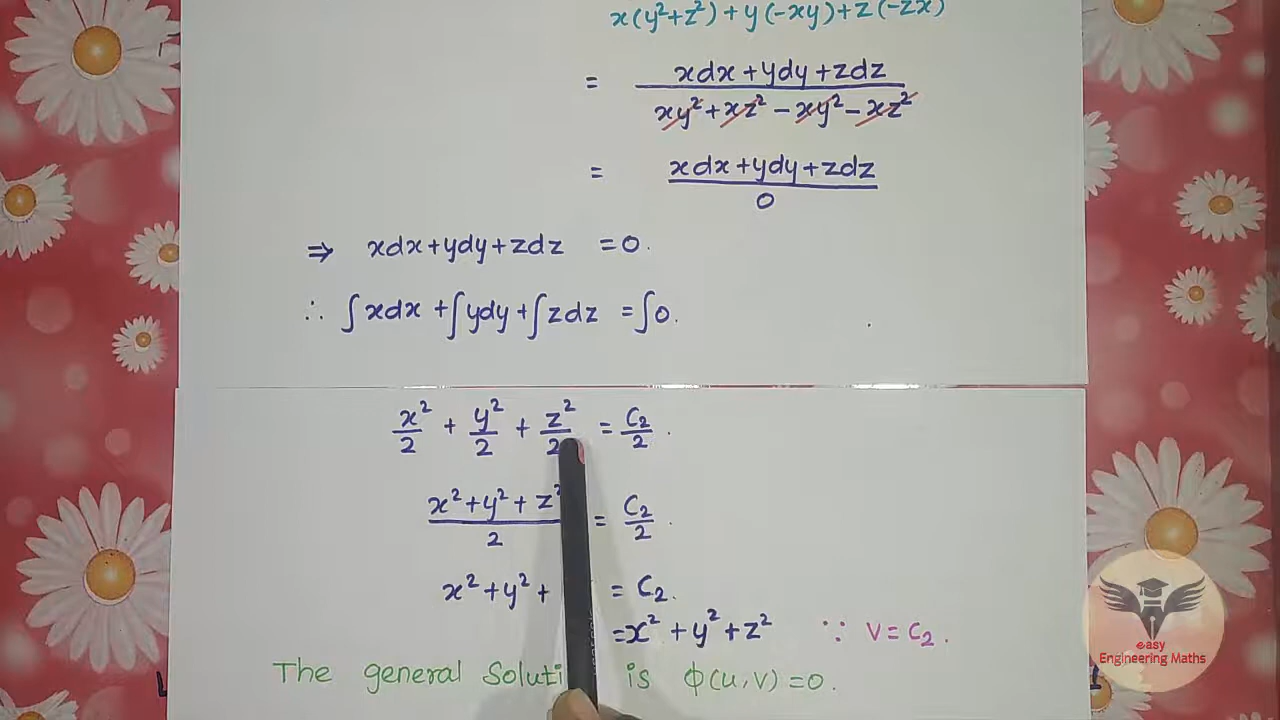 x(y²+z²)+y(-xy)+z(-zx)
= xdx+ydy+zdz / xy²+xz²-xy²-xz²
= xdx+ydy+zdz / 0
⇒ xdx+ydy+zdz = 0.
∴ ∫xdx + ∫ydy + ∫zdz = ∫0.
x²/2 + y²/2 + z²/2 = C₂/2 .
x²+y²+z² / 2 = C₂/2 .
x²+y²+ = C₂.
= x²+y²+z² ∵ V=C₂.
The general Soluti is Φ(u,v)=0.
easy
Engineering Maths